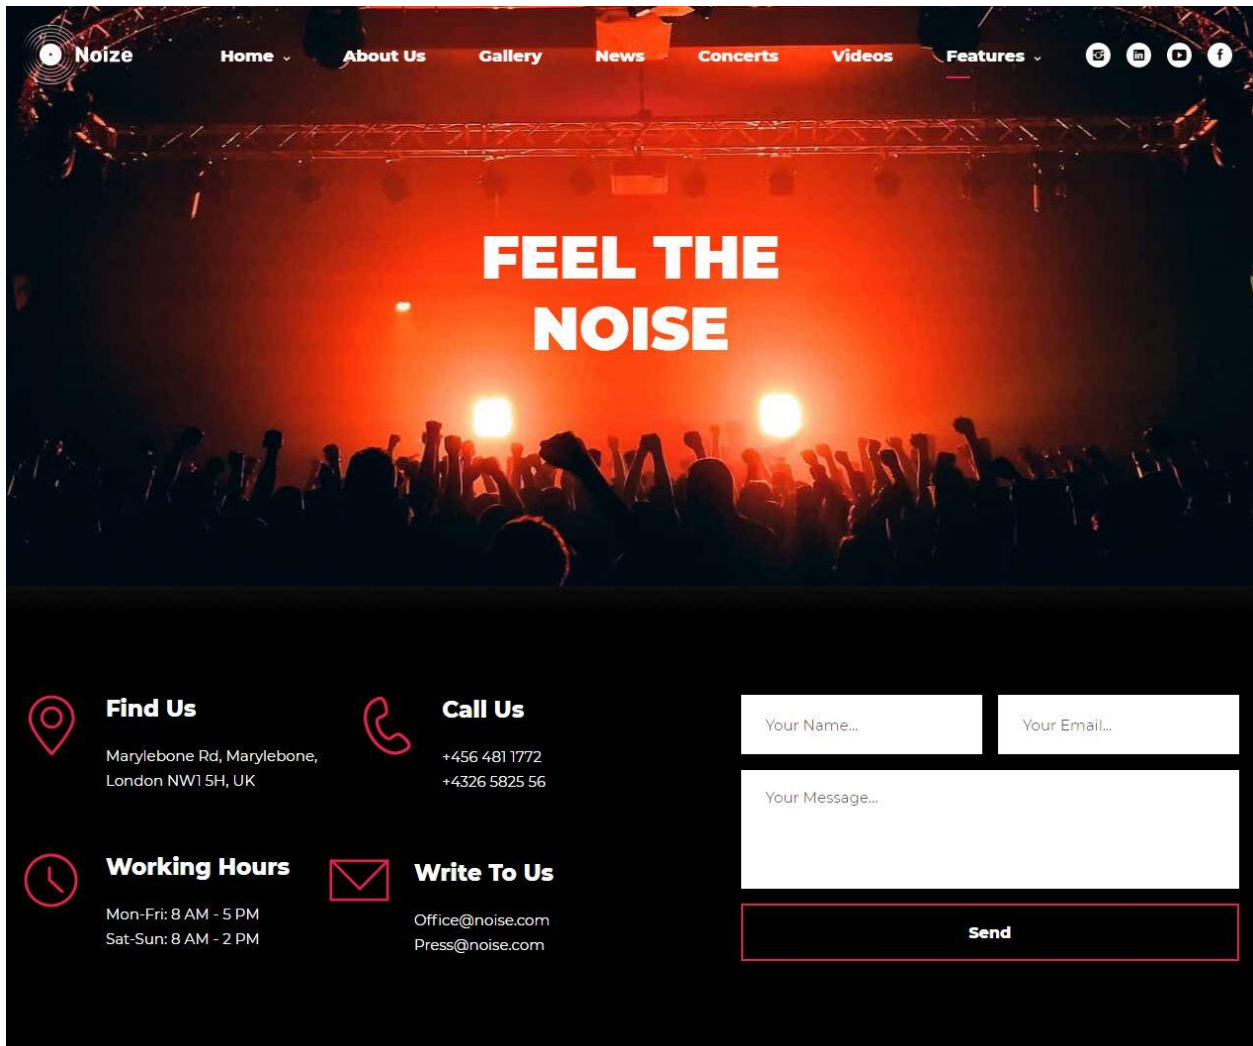 Noize
Home
About Us
Gallery
News
Concerts
Videos
Features
in
f
FEEL THE
NOISE
Find Us
Marylebone Rd, Marylebone,
London NW1 5H, UK
Call Us
+456 481 1772
+4326 5825 56
Your Name...
Your Email...
Your Message...
Working Hours
Mon-Fri: 8 AM - 5 PM
Sat-Sun: 8 AM - 2 PM
Write To Us
Office@noise.com
Press@noise.com
Send